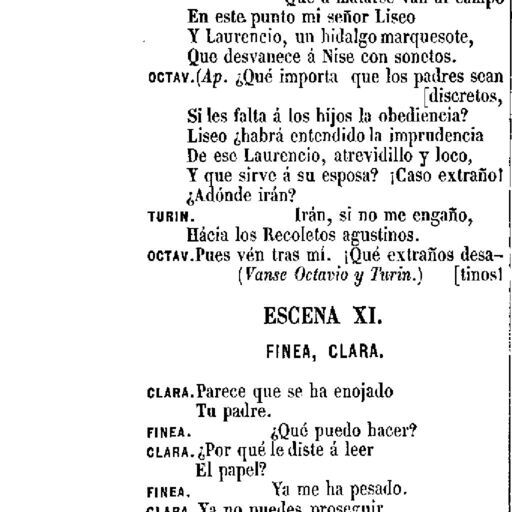 Que á matarse van al campo
En este punto mi señor Liseo
Y Laurencio, un hidalgo marquesote,
Que desvanece á Nise con sonetos.
OCTAV. (Ap. ¿Qué importa que los padres sean
[discretos,
Si les falta á los hijos la obediencia?
Liseo ¿habrá entendido la imprudencia
De ese Laurencio, atrevidillo y loco,
Y que sirve á su esposa? ¡Caso extraño!
¿Adónde irán?
TURIN. Irán, si no me engaño,
Hácia los Recoletos agustinos.
OCTAV. Pues vén tras mí. ¡Qué extraños desa-
(Vanse Octavio y Turin.) [tinos!
ESCENA XI.
FINEA, CLARA.
CLARA. Parece que se ha enojado
Tu padre.
FINEA. ¿Qué puedo hacer?
CLARA. ¿Por qué le diste á leer
El papel?
FINEA. Ya me ha pesado.
CLARA. Ya no puedes proseguir